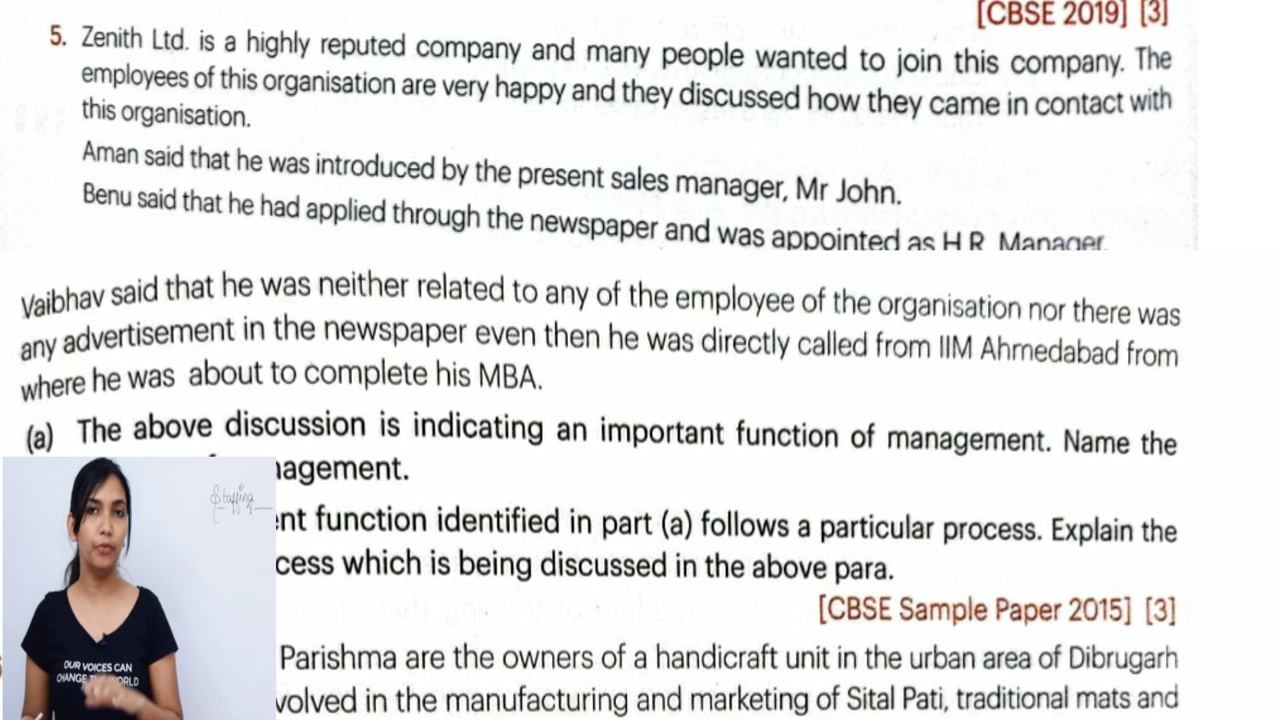 [CBSE 2019] [3]
5. Zenith Ltd. is a highly reputed company and many people wanted to join this company. The
employees of this organisation are very happy and they discussed how they came in contact with
this organisation.
Aman said that he was introduced by the present sales manager, Mr John.
Benu said that he had applied through the newspaper and was appointed as H.R. Manager.
Vaibhav said that he was neither related to any of the employee of the organisation nor there was
any advertisement in the newspaper even then he was directly called from IIM Ahmedabad from
where he was about to complete his MBA.
(a) The above discussion is indicating an important function of management. Name the
nagement.
Staffing
nt function identified in part (a) follows a particular process. Explain the
cess which is being discussed in the above para.
[CBSE Sample Paper 2015] [3]
Parishma are the owners of a handicraft unit in the urban area of Dibrugarh
volved in the manufacturing and marketing of Sital Pati, traditional mats and
OUR VOICES CAN
CHANGE THE WORLD